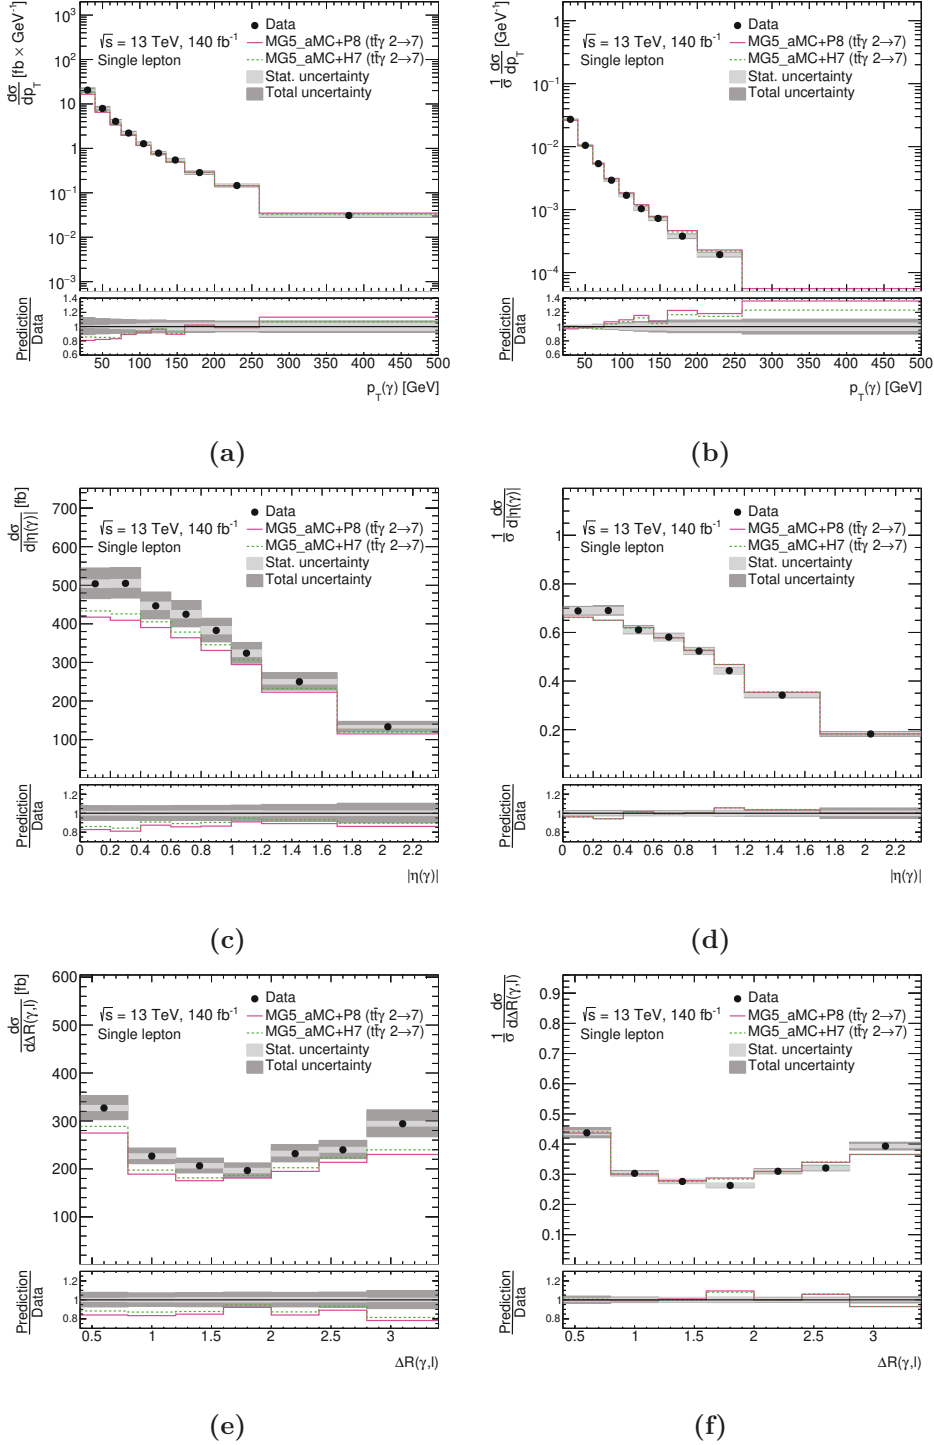 dσ/dp_T [fb × GeV⁻¹]
10³
10²
10
1
10⁻¹
10⁻²
10⁻³
√s = 13 TeV, 140 fb⁻¹
Single lepton
Data
MG5_aMC+P8 (tt̄γ 2→7)
MG5_aMC+H7 (tt̄γ 2→7)
Stat. uncertainty
Total uncertainty
Prediction/Data
1.4
1.2
1
0.8
0.6
50 100 150 200 250 300 350 400 450 500
p_T(γ) [GeV]
(a)
1/σ dσ/dp_T [GeV⁻¹]
1
10⁻¹
10⁻²
10⁻³
10⁻⁴
√s = 13 TeV, 140 fb⁻¹
Single lepton
Data
MG5_aMC+P8 (tt̄γ 2→7)
MG5_aMC+H7 (tt̄γ 2→7)
Stat. uncertainty
Total uncertainty
Prediction/Data
1.4
1.2
1
0.8
0.6
50 100 150 200 250 300 350 400 450 500
p_T(γ) [GeV]
(b)
dσ/d|η(γ)| [fb]
700
600
500
400
300
200
100
√s = 13 TeV, 140 fb⁻¹
Single lepton
Data
MG5_aMC+P8 (tt̄γ 2→7)
MG5_aMC+H7 (tt̄γ 2→7)
Stat. uncertainty
Total uncertainty
Prediction/Data
1.2
1
0.8
0 0.2 0.4 0.6 0.8 1 1.2 1.4 1.6 1.8 2 2.2
|η(γ)|
(c)
1/σ dσ/d|η(γ)|
1
0.8
0.6
0.4
0.2
√s = 13 TeV, 140 fb⁻¹
Single lepton
Data
MG5_aMC+P8 (tt̄γ 2→7)
MG5_aMC+H7 (tt̄γ 2→7)
Stat. uncertainty
Total uncertainty
Prediction/Data
1.2
1
0.8
0 0.2 0.4 0.6 0.8 1 1.2 1.4 1.6 1.8 2 2.2
|η(γ)|
(d)
dσ/dΔR(γ,l) [fb]
600
500
400
300
200
100
√s = 13 TeV, 140 fb⁻¹
Single lepton
Data
MG5_aMC+P8 (tt̄γ 2→7)
MG5_aMC+H7 (tt̄γ 2→7)
Stat. uncertainty
Total uncertainty
Prediction/Data
1.2
1
0.8
0.5 1 1.5 2 2.5 3
ΔR(γ,l)
(e)
1/σ dσ/dΔR(γ,l)
0.9
0.8
0.7
0.6
0.5
0.4
0.3
0.2
0.1
√s = 13 TeV, 140 fb⁻¹
Single lepton
Data
MG5_aMC+P8 (tt̄γ 2→7)
MG5_aMC+H7 (tt̄γ 2→7)
Stat. uncertainty
Total uncertainty
Prediction/Data
1.2
1
0.8
0.5 1 1.5 2 2.5 3
ΔR(γ,l)
(f)